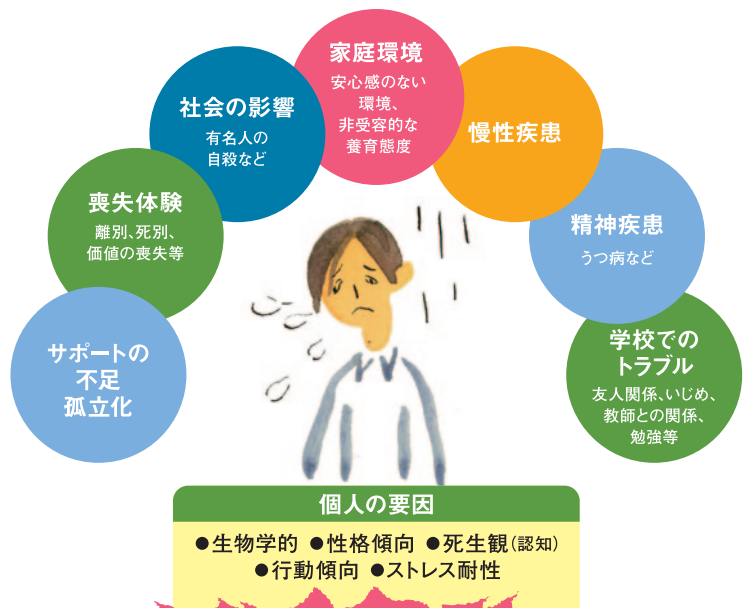 家庭環境
安心感のない
環境、
非受容的な
養育態度
社会の影響
有名人の
自殺など
慢性疾患
喪失体験
離別、死別、
価値の喪失等
精神疾患
うつ病など
サポートの
不足
孤立化
学校での
トラブル
友人関係、いじめ、
教師との関係、
勉強等
個人の要因
●生物学的 ●性格傾向 ●死生観(認知)
●行動傾向 ●ストレス耐性